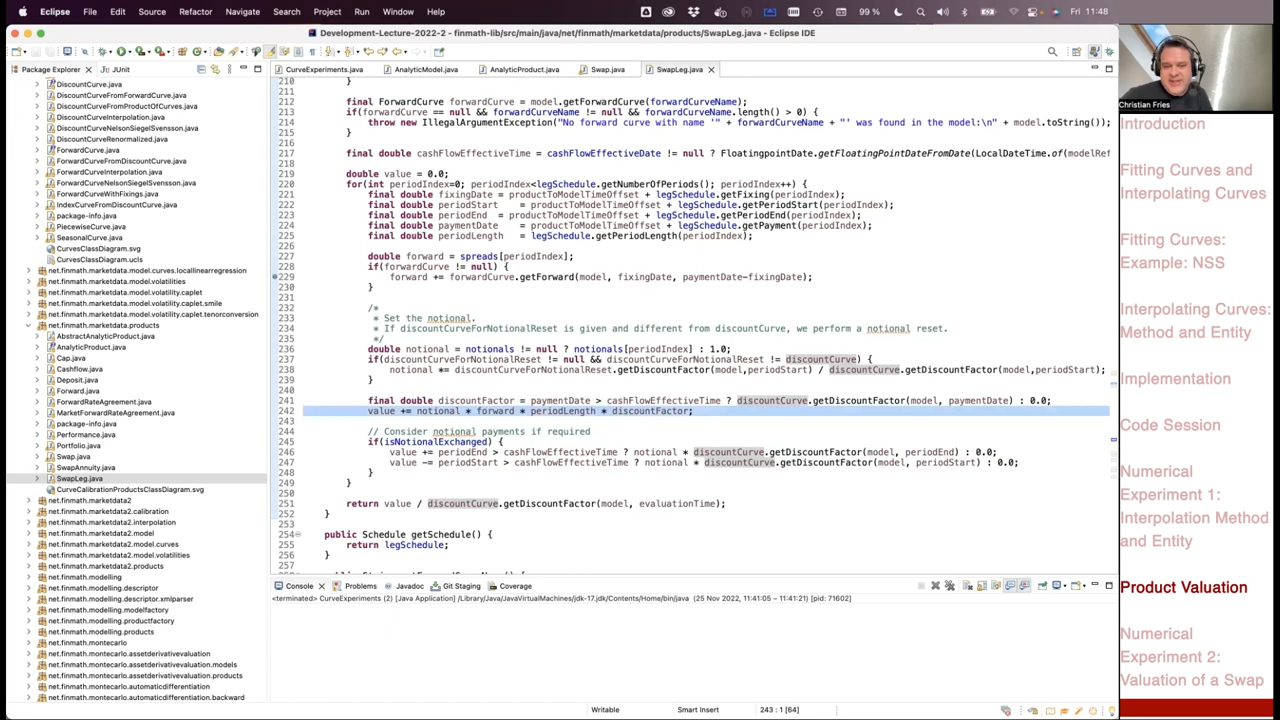 Eclipse File Edit Source Refactor Navigate Search Project Run Window Help
99 % Fri 11:48
Development-Lecture-2022-2 - finmath-lib/src/main/java/net/finmath/marketdata/products/SwapLeg.java - Eclipse IDE
Package Explorer JUnit
DiscountCurve.java
DiscountCurveFromForwardCurve.java
DiscountCurveFromProductOfCurves.java
DiscountCurveInterpolation.java
DiscountCurveNelsonSiegelSvensson.java
DiscountCurveRenormalized.java
ForwardCurve.java
ForwardCurveFromDiscountCurve.java
ForwardCurveInterpolation.java
ForwardCurveNelsonSiegelSvensson.java
ForwardCurveWithFixings.java
IndexCurveFromDiscountCurve.java
package-info.java
PiecewiseCurve.java
SeasonalCurve.java
CurvesClassDiagram.svg
CurvesClassDiagram.ucls
net.finmath.marketdata.model.curves.locallinearregression
net.finmath.marketdata.model.volatilities
net.finmath.marketdata.model.volatility.caplet
net.finmath.marketdata.model.volatility.caplet.smile
net.finmath.marketdata.model.volatility.caplet.tenorconversion
net.finmath.marketdata.products
AbstractAnalyticProduct.java
AnalyticProduct.java
Cap.java
Cashflow.java
Deposit.java
Forward.java
ForwardRateAgreement.java
MarketForwardRateAgreement.java
package-info.java
Performance.java
Portfolio.java
Swap.java
SwapAnnuity.java
SwapLeg.java
CurveCalibrationProductsClassDiagram.svg
net.finmath.marketdata2
net.finmath.marketdata2.calibration
net.finmath.marketdata2.interpolation
net.finmath.marketdata2.model
net.finmath.marketdata2.model.curves
net.finmath.marketdata2.model.volatilities
net.finmath.marketdata2.products
net.finmath.modelling
net.finmath.modelling.descriptor
net.finmath.modelling.descriptor.xmlparser
net.finmath.modelling.modelfactory
net.finmath.modelling.productfactory
net.finmath.modelling.products
net.finmath.montecarlo
net.finmath.montecarlo.assetderivativevaluation
net.finmath.montecarlo.assetderivativevaluation.models
net.finmath.montecarlo.assetderivativevaluation.products
net.finmath.montecarlo.automaticdifferentiation
net.finmath.montecarlo.automaticdifferentiation.backward
CurveExperiments.java AnalyticModel.java AnalyticProduct.java Swap.java SwapLeg.java
210 }
211
212 final ForwardCurve forwardCurve = model.getForwardCurve(forwardCurveName);
213 if(forwardCurve == null && forwardCurveName != null && forwardCurveName.length() > 0) {
214 throw new IllegalArgumentException("No forward curve with name '" + forwardCurveName + "' was found in the model:\n" + model.toString());
215 }
216
217 final double cashFlowEffectiveTime = cashFlowEffectiveDate != null ? FloatingpointDate.getFloatingPointDateFromDate(LocalDateTime.of(modelRef
218
219 double value = 0.0;
220 for(int periodIndex=0; periodIndex<legSchedule.getNumberOfPeriods(); periodIndex++) {
221 final double fixingDate = productToModelTimeOffset + legSchedule.getFixing(periodIndex);
222 final double periodStart = productToModelTimeOffset + legSchedule.getPeriodStart(periodIndex);
223 final double periodEnd = productToModelTimeOffset + legSchedule.getPeriodEnd(periodIndex);
224 final double paymentDate = productToModelTimeOffset + legSchedule.getPayment(periodIndex);
225 final double periodLength = legSchedule.getPeriodLength(periodIndex);
226
227 double forward = spreads[periodIndex];
228 if(forwardCurve != null) {
229 forward += forwardCurve.getForward(model, fixingDate, paymentDate-fixingDate);
230 }
231
232 /*
233 * Set the notional.
234 * If discountCurveForNotionalReset is given and different from discountCurve, we perform a notional reset.
235 */
236 double notional = notionals != null ? notionals[periodIndex] : 1.0;
237 if(discountCurveForNotionalReset != null && discountCurveForNotionalReset != discountCurve) {
238 notional *= discountCurveForNotionalReset.getDiscountFactor(model,periodStart) / discountCurve.getDiscountFactor(model,periodStart);
239 }
240
241 final double discountFactor = paymentDate > cashFlowEffectiveTime ? discountCurve.getDiscountFactor(model, paymentDate) : 0.0;
242 value += notional * forward * periodLength * discountFactor;
243
244 // Consider notional payments if required
245 if(isNotionalExchanged) {
246 value += periodEnd > cashFlowEffectiveTime ? notional * discountCurve.getDiscountFactor(model, periodEnd) : 0.0;
247 value -= periodStart > cashFlowEffectiveTime ? notional * discountCurve.getDiscountFactor(model, periodStart) : 0.0;
248 }
249 }
250
251 return value / discountCurve.getDiscountFactor(model, evaluationTime);
252 }
253
254 public Schedule getSchedule() {
255 return legSchedule;
256 }
Console Problems Javadoc Git Staging Coverage
<terminated> CurveExperiments (2) [Java Application] /Library/Java/JavaVirtualMachines/jdk-17.jdk/Contents/Home/bin/java (25 Nov 2022, 11:41:05 – 11:41:21) [pid: 71602]
Writable Smart Insert 243 : 1 [64]
Christian Fries
Introduction
Fitting Curves and
Interpolating Curves
Fitting Curves:
Example: NSS
Interpolating Curves:
Method and Entity
Implementation
Code Session
Numerical
Experiment 1:
Interpolation Method
and Entity
Product Valuation
Numerical
Experiment 2:
Valuation of a Swap